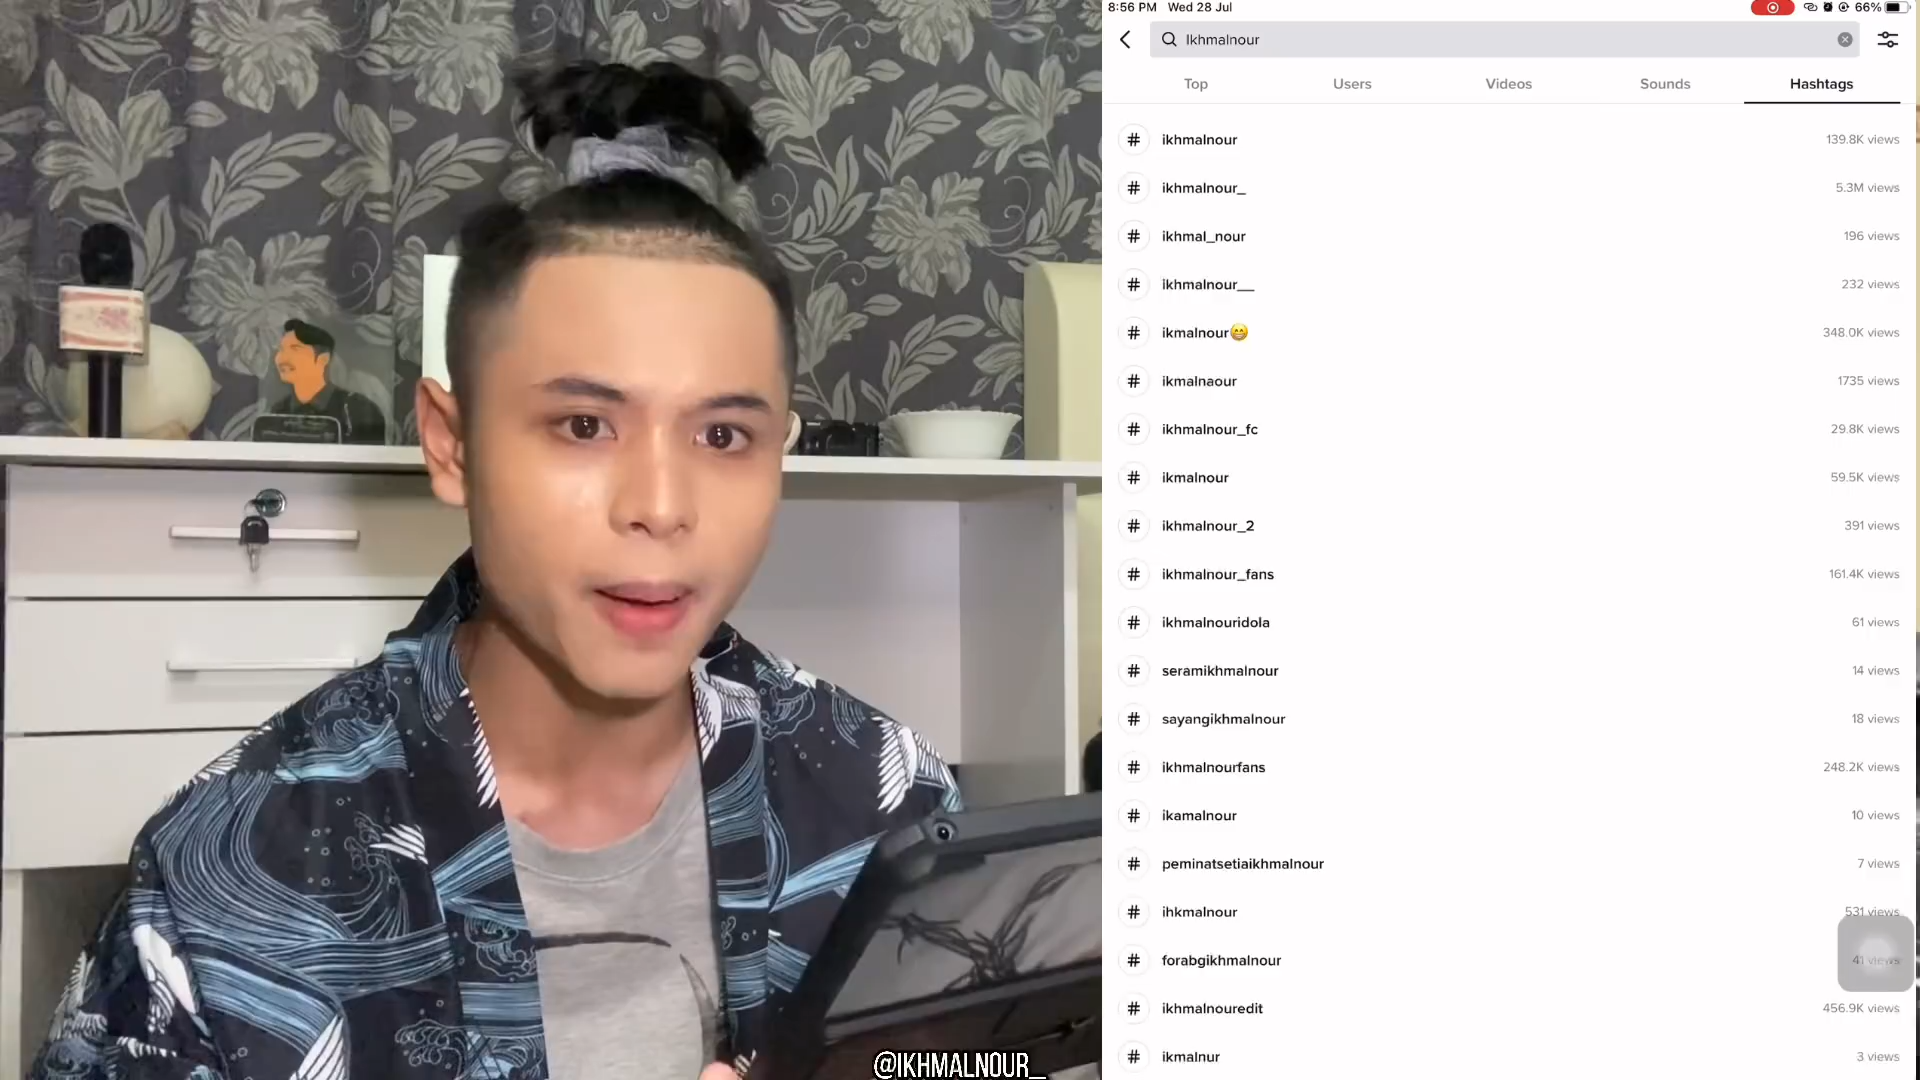 8:56 PM Wed 28 Jul
66%
Ikhmalnour
Top Users Videos Sounds Hashtags
# ikhmalnour 139.8K views
# ikhmalnour_ 5.3M views
# ikhmal_nour 196 views
# ikhmalnour__ 232 views
# ikmalnour😁 348.0K views
# ikmalnaour 1735 views
# ikhmalnour_fc 29.8K views
# ikmalnour 59.5K views
# ikhmalnour_2 391 views
# ikhmalnour_fans 161.4K views
# ikhmalnouridola 61 views
# seramikhmalnour 14 views
# sayangikhmalnour 18 views
# ikhmalnourfans 248.2K views
# ikamalnour 10 views
# peminatsetiaikhmalnour 7 views
# ihkmalnour 531 views
# forabgikhmalnour 41 views
# ikhmalnouredit 456.9K views
# ikmalnur 3 views
@IKHMALNOUR_